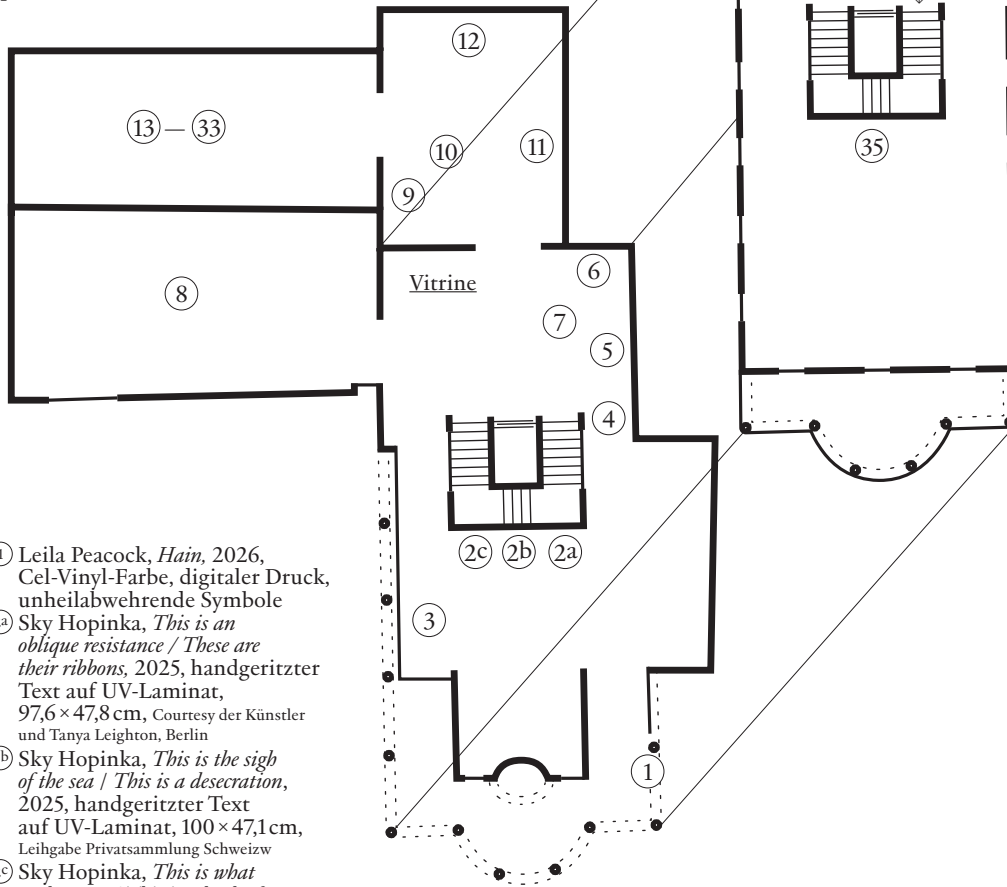 12
13 — 33
10
11
9
35
8
Vitrine
6
7
5
4
2c 2b 2a
3
1
1 Leila Peacock, Hain, 2026,
Cel-Vinyl-Farbe, digitaler Druck,
unheilabwehrende Symbole
a Sky Hopinka, This is an
oblique resistance / These are
their ribbons, 2025, handgeritzter
Text auf UV-Laminat,
97,6 × 47,8 cm, Courtesy der Künstler
und Tanya Leighton, Berlin
b Sky Hopinka, This is the sigh
of the sea / This is a desecration,
2025, handgeritzter Text
auf UV-Laminat, 100 × 47,1 cm,
Leihgabe Privatsammlung Schweizw
c Sky Hopinka, This is what